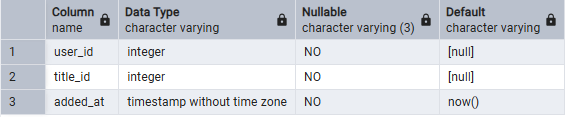 Column Data Type Nullable Default
name character varying character varying (3) character varying
1 user_id integer NO [null]
2 title_id integer NO [null]
3 added_at timestamp without time zone NO now()